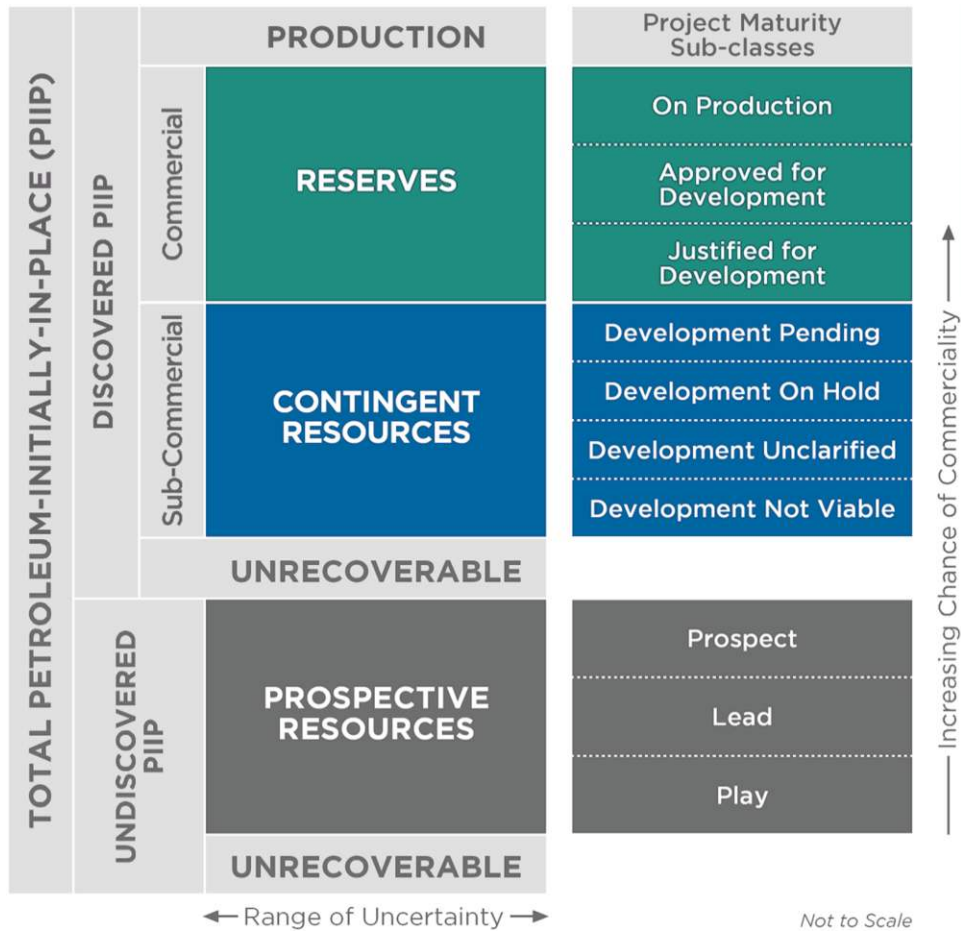 TOTAL PETROLEUM-INITIALLY-IN-PLACE (PIIP)
DISCOVERED PIIP
UNDISCOVERED
PIIP
Commercial
Sub-Commercial
PRODUCTION
RESERVES
CONTINGENT
RESOURCES
UNRECOVERABLE
PROSPECTIVE
RESOURCES
UNRECOVERABLE
Range of Uncertainty
Project Maturity
Sub-classes
On Production
Approved for
Development
Justified for
Development
Development Pending
Development On Hold
Development Unclarified
Development Not Viable
Prospect
Lead
Play
Increasing Chance of Commerciality
Not to Scale